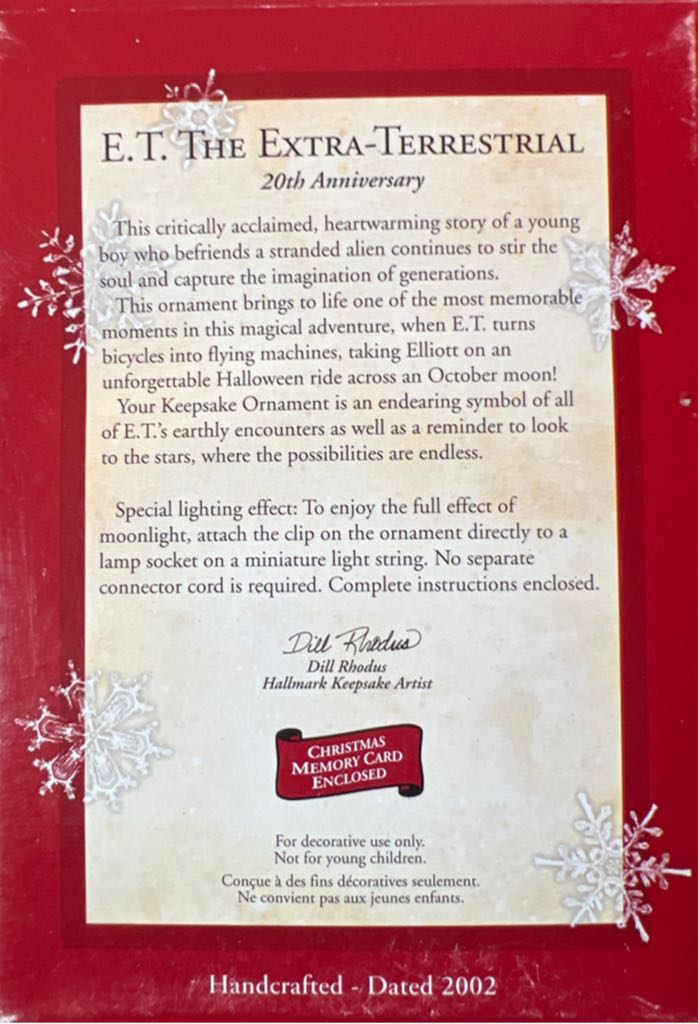 E.T. The Extra-Terrestrial
20th Anniversary
This critically acclaimed, heartwarming story of a young
boy who befriends a stranded alien continues to stir the
soul and capture the imagination of generations.
This ornament brings to life one of the most memorable
moments in this magical adventure, when E.T. turns
bicycles into flying machines, taking Elliott on an
unforgettable Halloween ride across an October moon!
Your Keepsake Ornament is an endearing symbol of all
of E.T.'s earthly encounters as well as a reminder to look
to the stars, where the possibilities are endless.
Special lighting effect: To enjoy the full effect of
moonlight, attach the clip on the ornament directly to a
lamp socket on a miniature light string. No separate
connector cord is required. Complete instructions enclosed.
Dill Rhodus
Dill Rhodus
Hallmark Keepsake Artist
Christmas
Memory Card
Enclosed
For decorative use only.
Not for young children.
Conçue à des fins décoratives seulement.
Ne convient pas aux jeunes enfants.
Handcrafted - Dated 2002